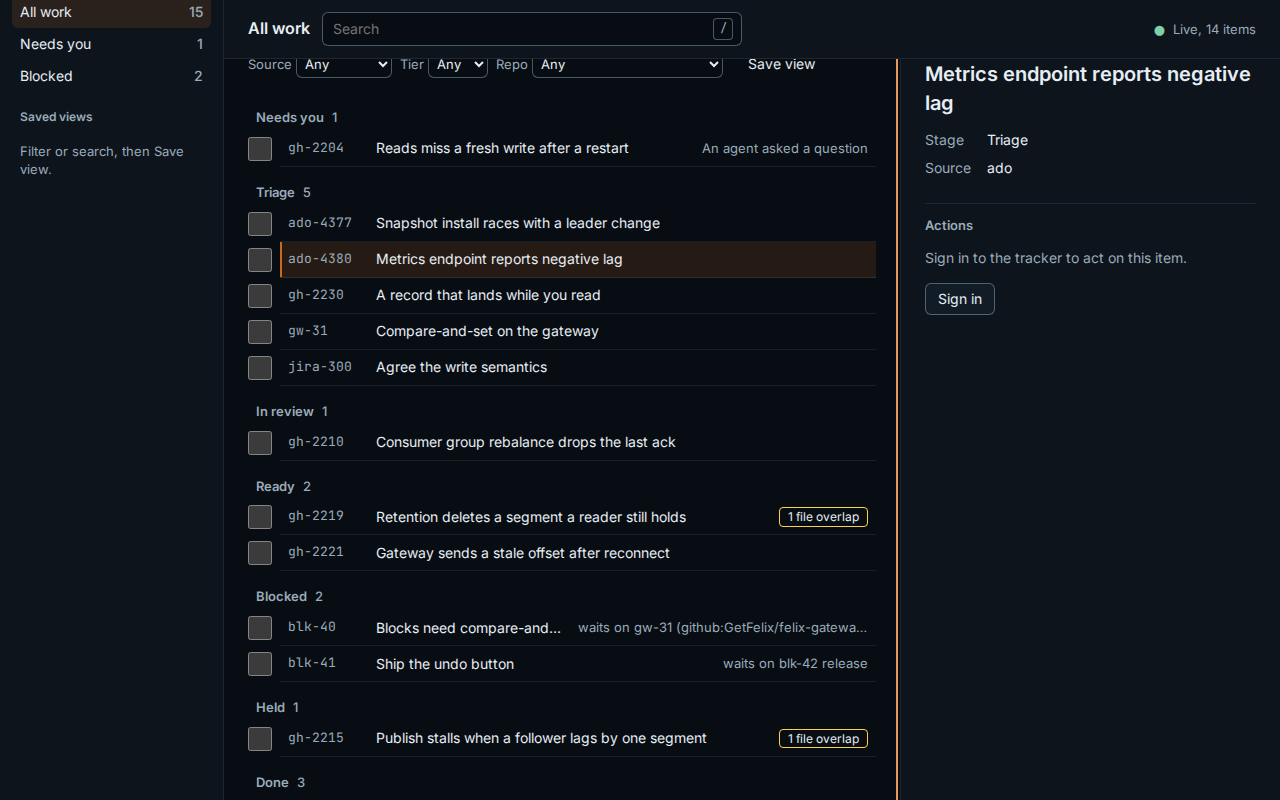 All work 15
Needs you 1
Blocked 2
Saved views
Filter or search, then Save
view.
All work Search /
Live, 14 items
Source Any Tier Any Repo Any Save view
Needs you 1
gh-2204 Reads miss a fresh write after a restart An agent asked a question
Triage 5
ado-4377 Snapshot install races with a leader change
ado-4380 Metrics endpoint reports negative lag
gh-2230 A record that lands while you read
gw-31 Compare-and-set on the gateway
jira-300 Agree the write semantics
In review 1
gh-2210 Consumer group rebalance drops the last ack
Ready 2
gh-2219 Retention deletes a segment a reader still holds 1 file overlap
gh-2221 Gateway sends a stale offset after reconnect
Blocked 2
blk-40 Blocks need compare-and... waits on gw-31 (github:GetFelix/felix-gatewa...
blk-41 Ship the undo button waits on blk-42 release
Held 1
gh-2215 Publish stalls when a follower lags by one segment 1 file overlap
Done 3
Metrics endpoint reports negative
lag
Stage Triage
Source ado
Actions
Sign in to the tracker to act on this item.
Sign in